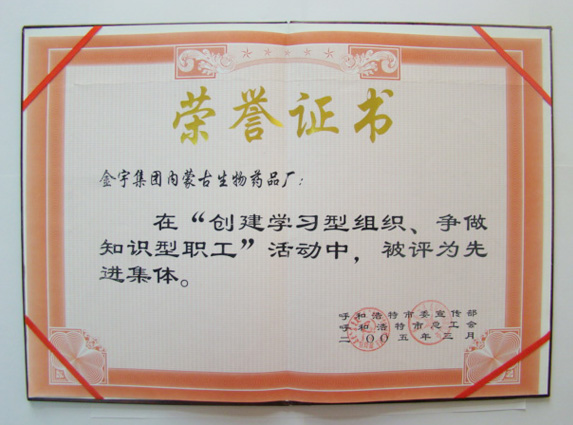 荣誉证书
金宇集团内蒙古生物药品厂：
在“创建学习型组织、争做
知识型职工”活动中，被评为先
进集体。
呼和浩特市委宣传部
呼和浩特市总工会
二〇〇五年三月